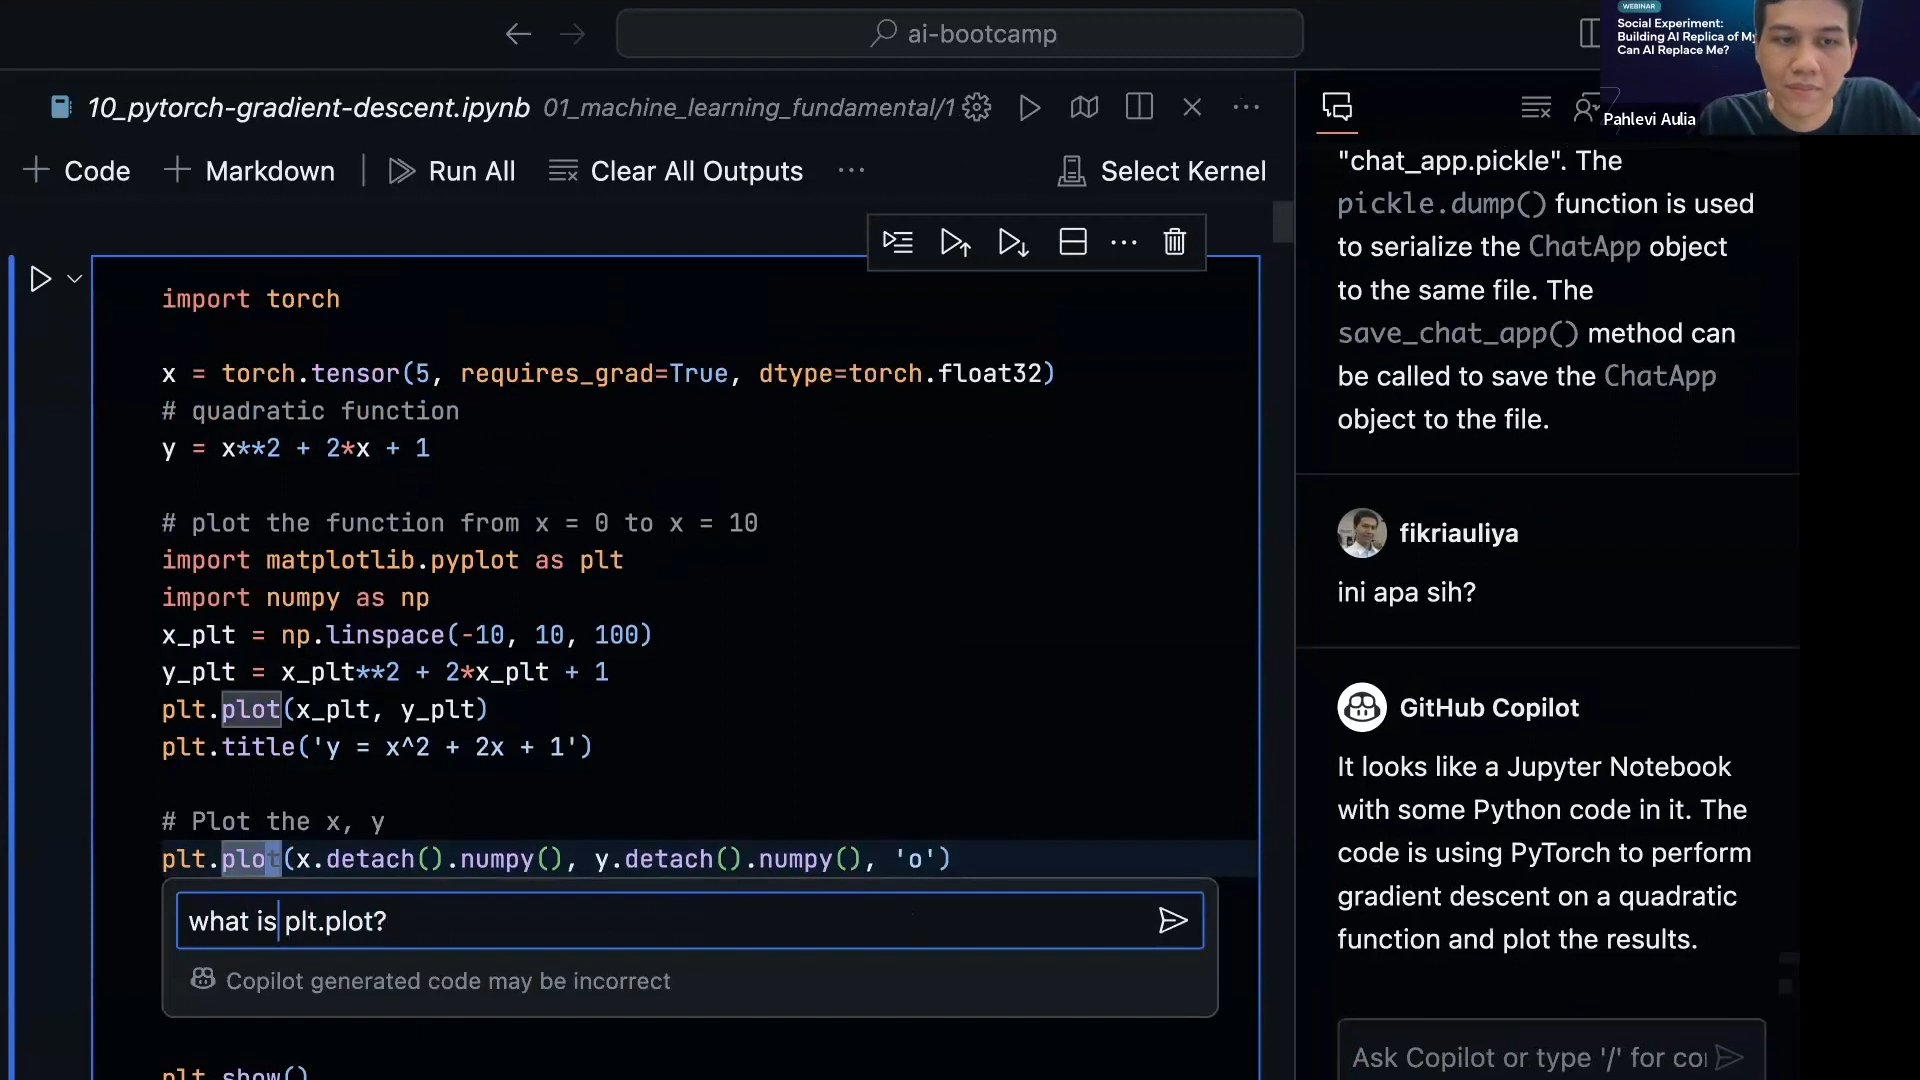 ai-bootcamp
WEBINAR
Social Experiment:
Building AI Replica of My
Can AI Replace Me?
Pahlevi Aulia
10_pytorch-gradient-descent.ipynb 01_machine_learning_fundamental/1
+ Code + Markdown | Run All Clear All Outputs ... Select Kernel
import torch
x = torch.tensor(5, requires_grad=True, dtype=torch.float32)
# quadratic function
y = x**2 + 2*x + 1
# plot the function from x = 0 to x = 10
import matplotlib.pyplot as plt
import numpy as np
x_plt = np.linspace(-10, 10, 100)
y_plt = x_plt**2 + 2*x_plt + 1
plt.plot(x_plt, y_plt)
plt.title('y = x^2 + 2x + 1')
# Plot the x, y
plt.plot(x.detach().numpy(), y.detach().numpy(), 'o')
what is plt.plot?
Copilot generated code may be incorrect
plt.show()
"chat_app.pickle". The
pickle.dump() function is used
to serialize the ChatApp object
to the same file. The
save_chat_app() method can
be called to save the ChatApp
object to the file.
fikriauliya
ini apa sih?
GitHub Copilot
It looks like a Jupyter Notebook
with some Python code in it. The
code is using PyTorch to perform
gradient descent on a quadratic
function and plot the results.
Ask Copilot or type '/' for co